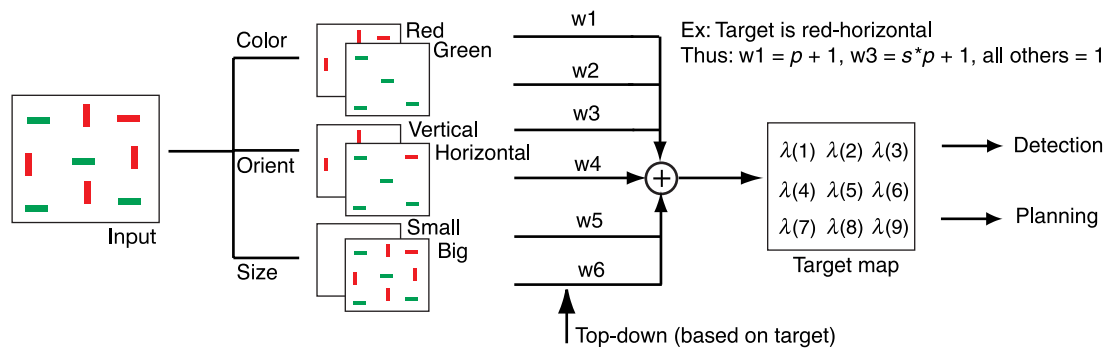 Color
Red
Green
w1
w2
w3
Ex: Target is red-horizontal
Thus: w1 = p + 1, w3 = s*p + 1, all others = 1
Input
Orient
Vertical
Horizontal
w4
λ(1) λ(2) λ(3)
λ(4) λ(5) λ(6)
λ(7) λ(8) λ(9)
Target map
Detection
Planning
Size
Small
Big
w5
w6
Top-down (based on target)